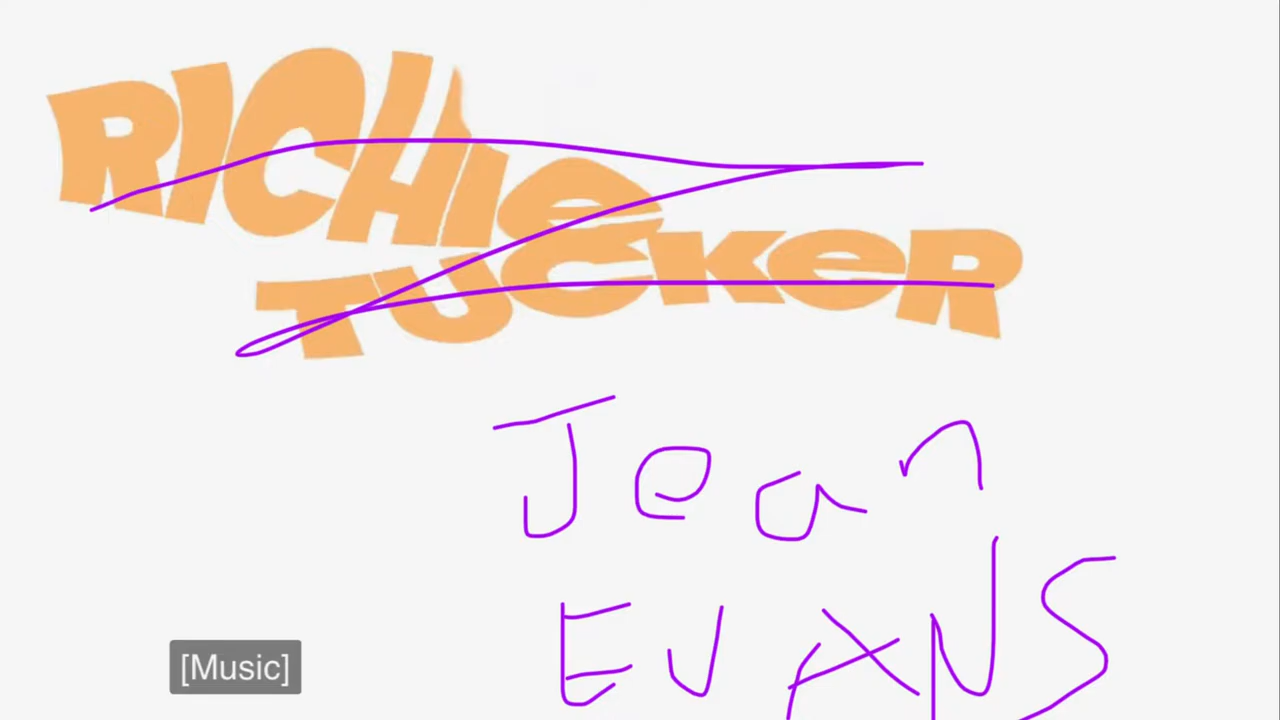 RICHIE
TUCKER
Jean
EVANS
[Music]